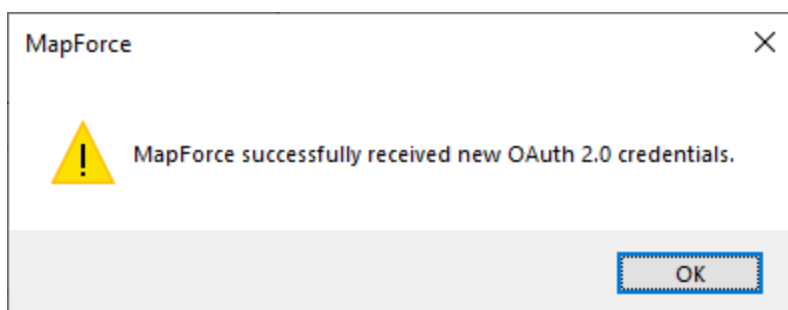 MapForce
MapForce successfully received new OAuth 2.0 credentials.
OK